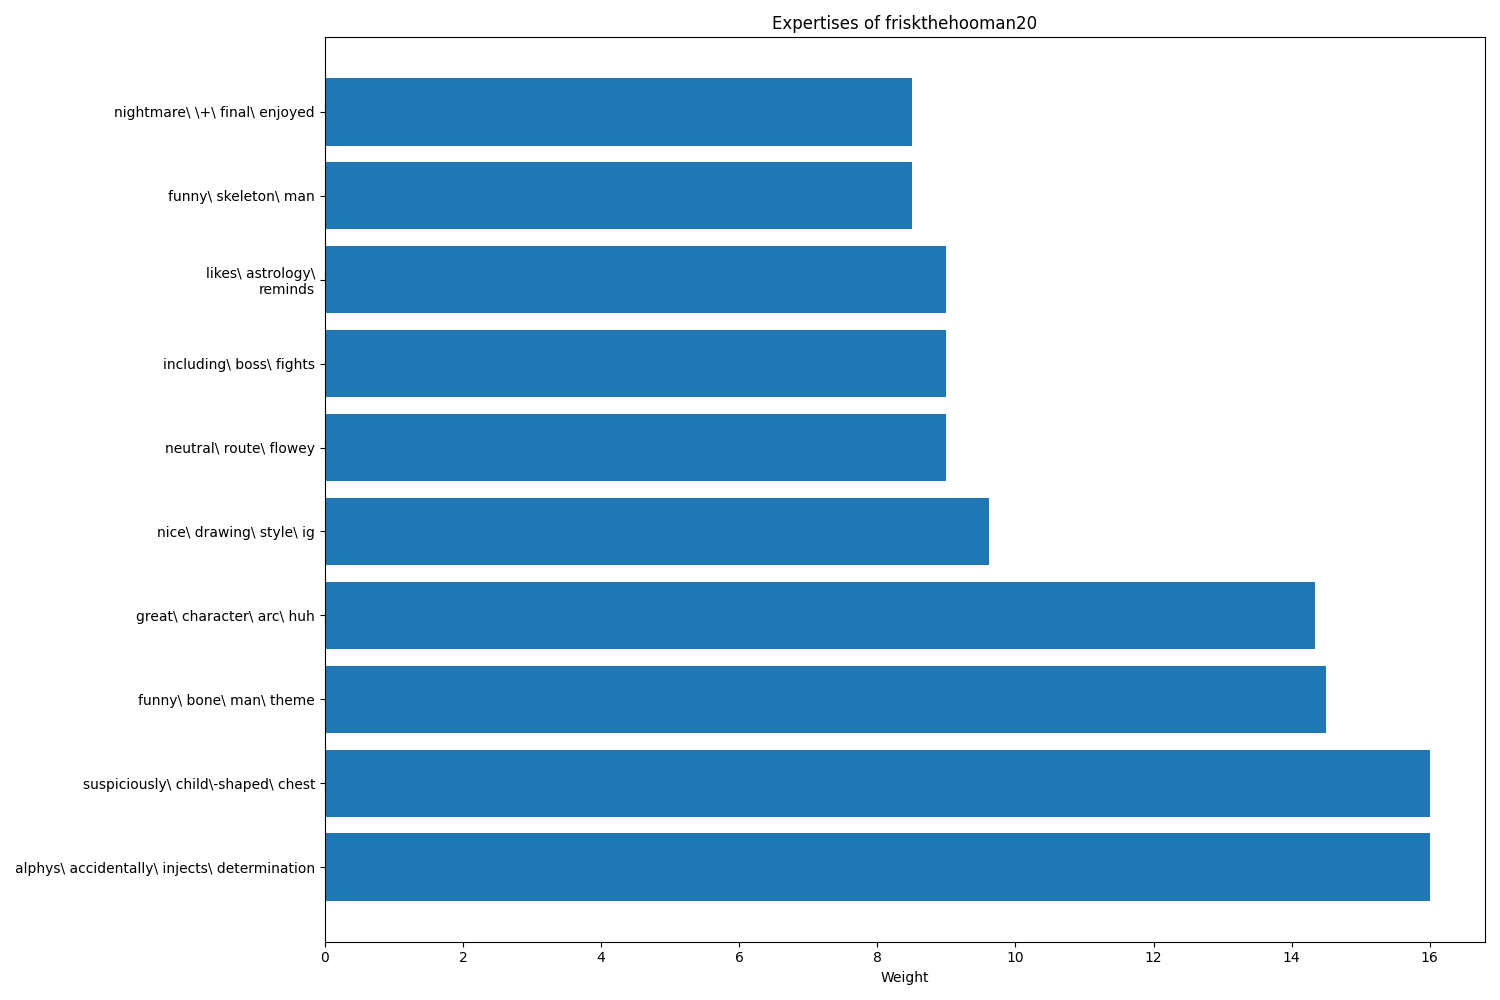 Expertises of friskthehooman20
nightmare\ \+\ final\ enjoyed
funny\ skeleton\ man
likes\ astrology\
reminds
including\ boss\ fights
neutral\ route\ flowey
nice\ drawing\ style\ ig
great\ character\ arc\ huh
funny\ bone\ man\ theme
suspiciously\ child\-shaped\ chest
alphys\ accidentally\ injects\ determination
0 2 4 6 8 10 12 14 16
Weight